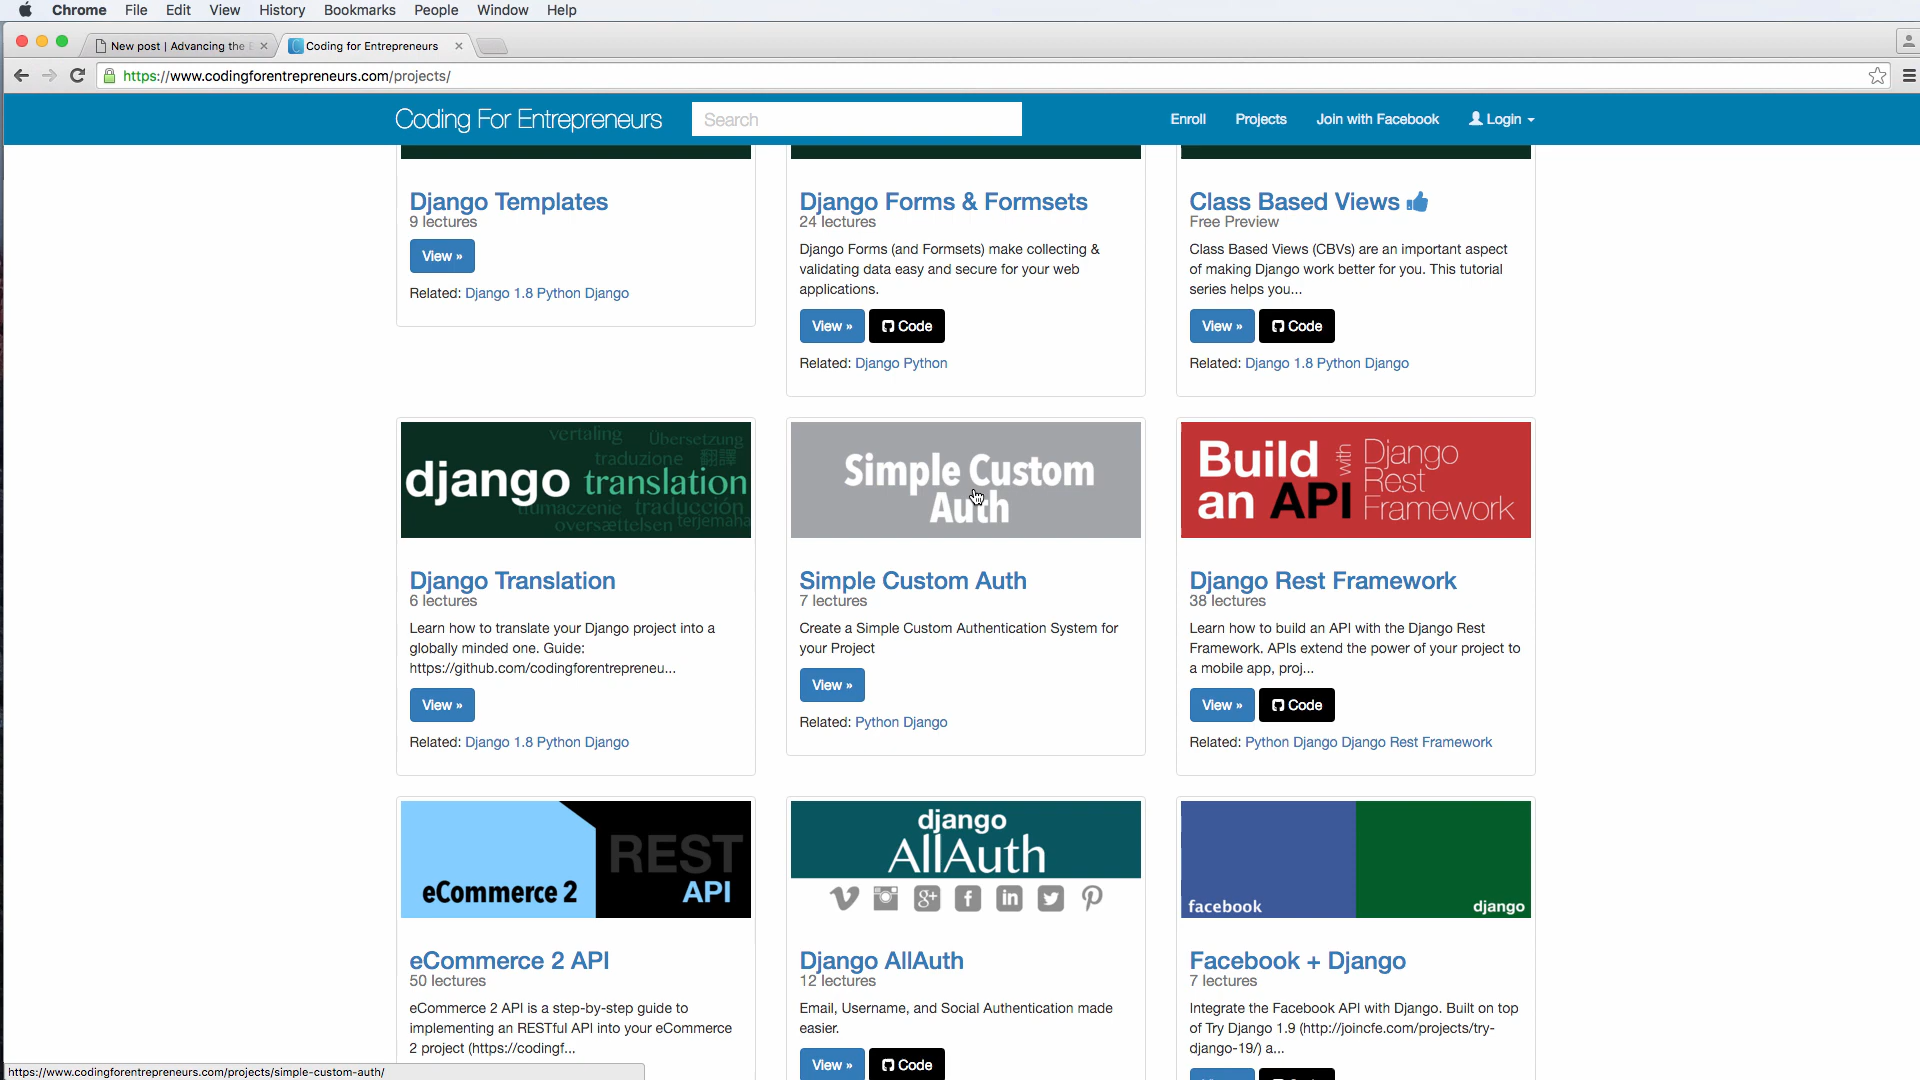 Chrome File Edit View History Bookmarks People Window Help
New post | Advancing the
Coding for Entrepreneurs
https://www.codingforentrepreneurs.com/projects/
Coding For Entrepreneurs
Search
Enroll Projects Join with Facebook Login
Django Templates
9 lectures
View »
Related: Django 1.8 Python Django
Django Forms & Formsets
24 lectures
Django Forms (and Formsets) make collecting &
validating data easy and secure for your web
applications.
View » Code
Related: Django Python
Class Based Views
Free Preview
Class Based Views (CBVs) are an important aspect
of making Django work better for you. This tutorial
series helps you...
View » Code
Related: Django 1.8 Python Django
vertaling Übersetzung
traduzione 翻譯
django translation
tłumaczenie traducción
oversættelsen terjemaha
Django Translation
6 lectures
Learn how to translate your Django project into a
globally minded one. Guide:
https://github.com/codingforentrepreneu...
View »
Related: Django 1.8 Python Django
Simple Custom
Auth
Simple Custom Auth
7 lectures
Create a Simple Custom Authentication System for
your Project
View »
Related: Python Django
Build an API with Django Rest Framework
Django Rest Framework
38 lectures
Learn how to build an API with the Django Rest
Framework. APIs extend the power of your project to
a mobile app, proj...
View » Code
Related: Python Django Django Rest Framework
eCommerce 2 REST API
eCommerce 2 API
50 lectures
eCommerce 2 API is a step-by-step guide to
implementing an RESTful API into your eCommerce
2 project (https://codingf...
django
AllAuth
Django AllAuth
12 lectures
Email, Username, and Social Authentication made
easier.
View » Code
facebook django
Facebook + Django
7 lectures
Integrate the Facebook API with Django. Built on top
of Try Django 1.9 (http://joincfe.com/projects/try-
django-19/) a...
https://www.codingforentrepreneurs.com/projects/simple-custom-auth/